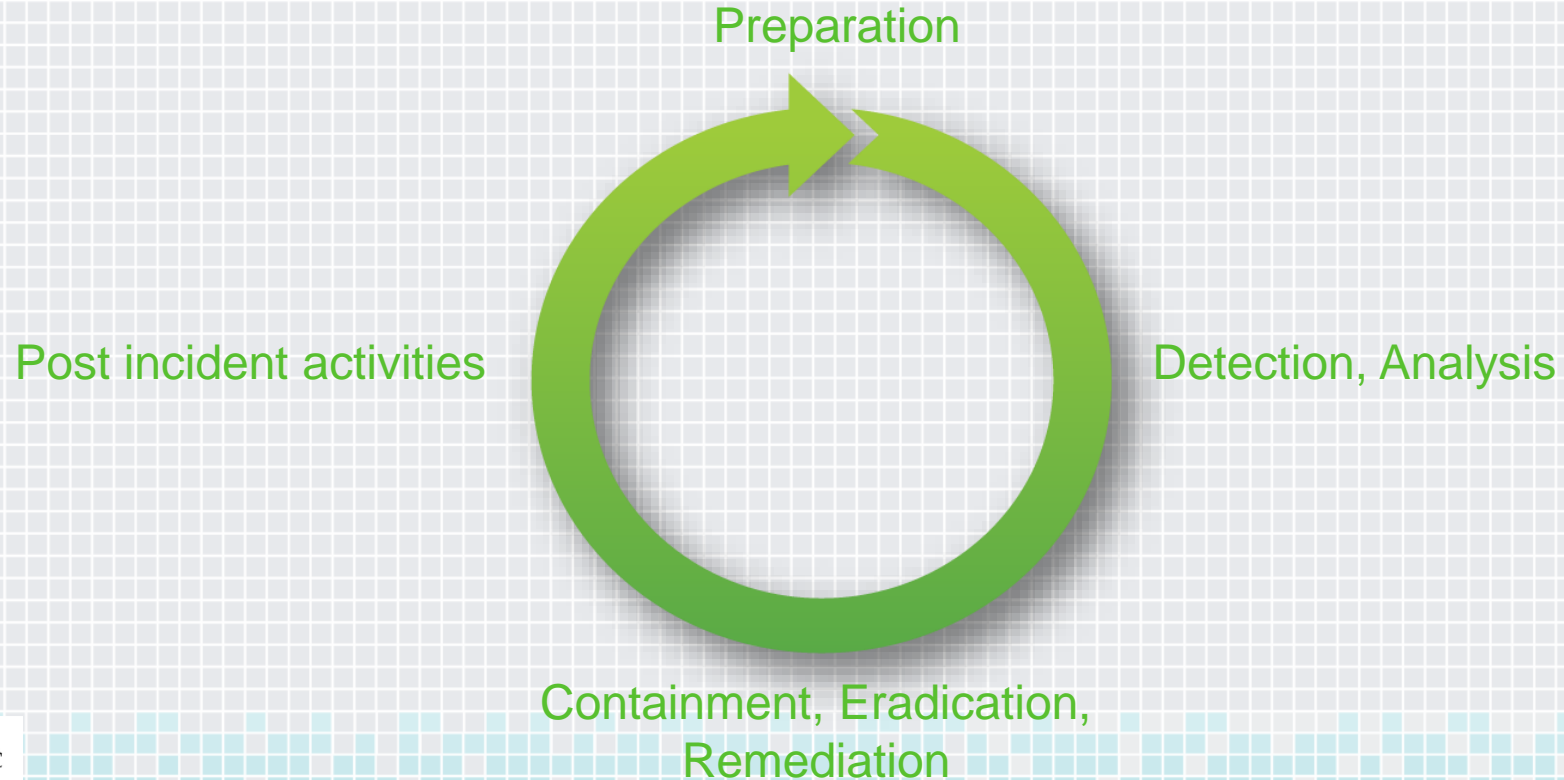 Preparation
Post incident activities
Detection, Analysis
Containment, Eradication,
Remediation